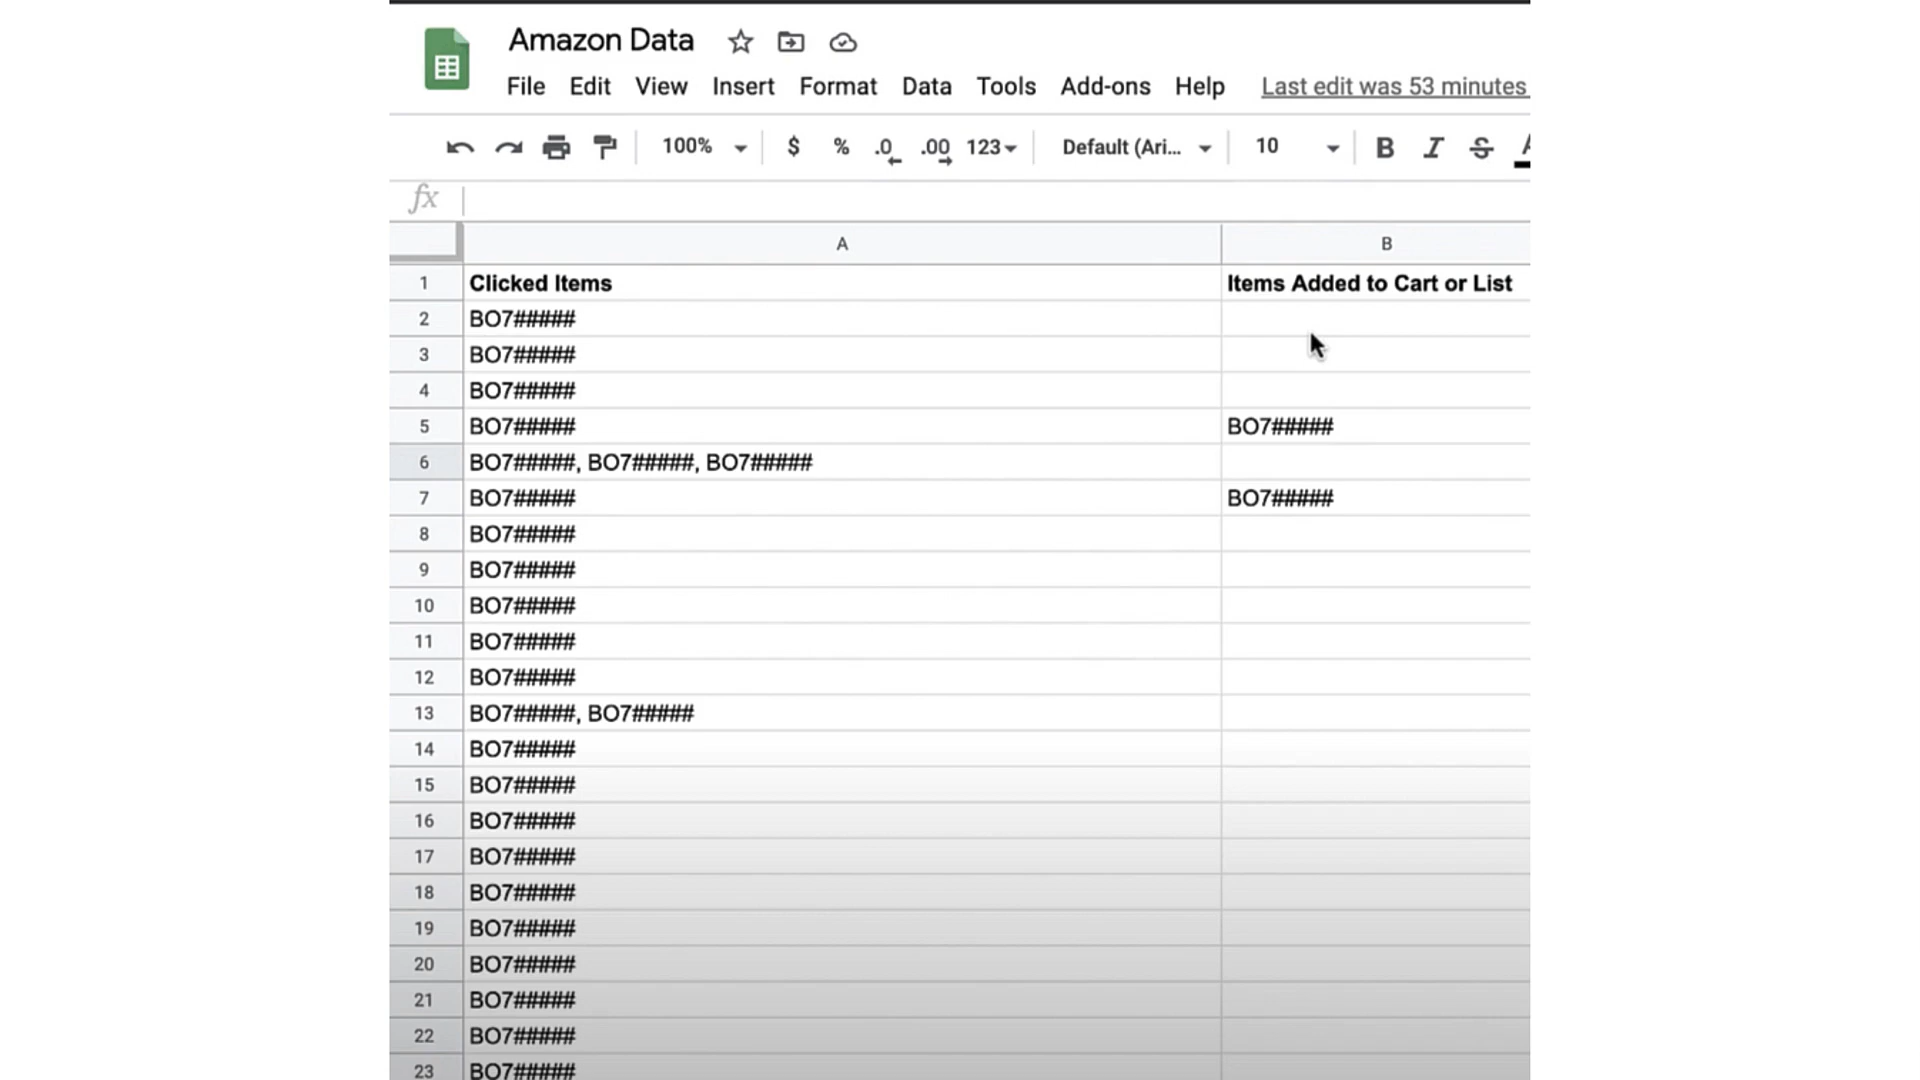 Amazon Data
File Edit View Insert Format Data Tools Add-ons Help Last edit was 53 minutes
100% $ % .0 .00 123 Default (Ari... 10 B I S A
fx
A B
1 Clicked Items Items Added to Cart or List
2 BO7#####
3 BO7#####
4 BO7#####
5 BO7##### BO7#####
6 BO7#####, BO7#####, BO7#####
7 BO7##### BO7#####
8 BO7#####
9 BO7#####
10 BO7#####
11 BO7#####
12 BO7#####
13 BO7#####, BO7#####
14 BO7#####
15 BO7#####
16 BO7#####
17 BO7#####
18 BO7#####
19 BO7#####
20 BO7#####
21 BO7#####
22 BO7#####
23 BO7#####